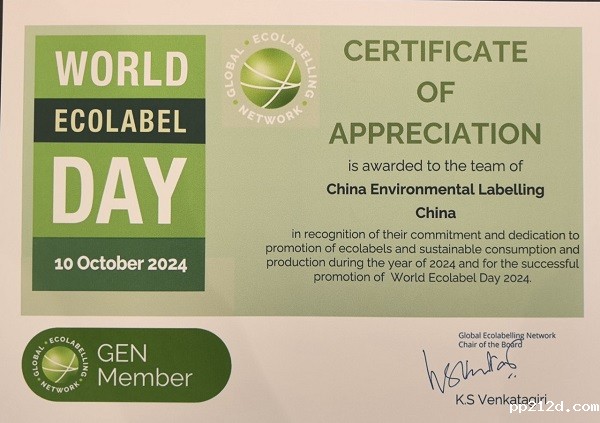 WORLD
ECOLABEL
DAY
10 October 2024
GLOBAL ECOLABELLING NETWORK
CERTIFICATE
OF
APPRECIATION
is awarded to the team of
China Environmental Labelling
China
in recognition of their commitment and dedication to
promotion of ecolabels and sustainable consumption and
production during the year of 2024 and for the successful
promotion of World Ecolabel Day 2024.
GLOBAL ECOLABELLING NETWORK
GEN
Member
Global Ecolabelling Network
Chair of the Board
K.S Venkatagiri
pp212d.com